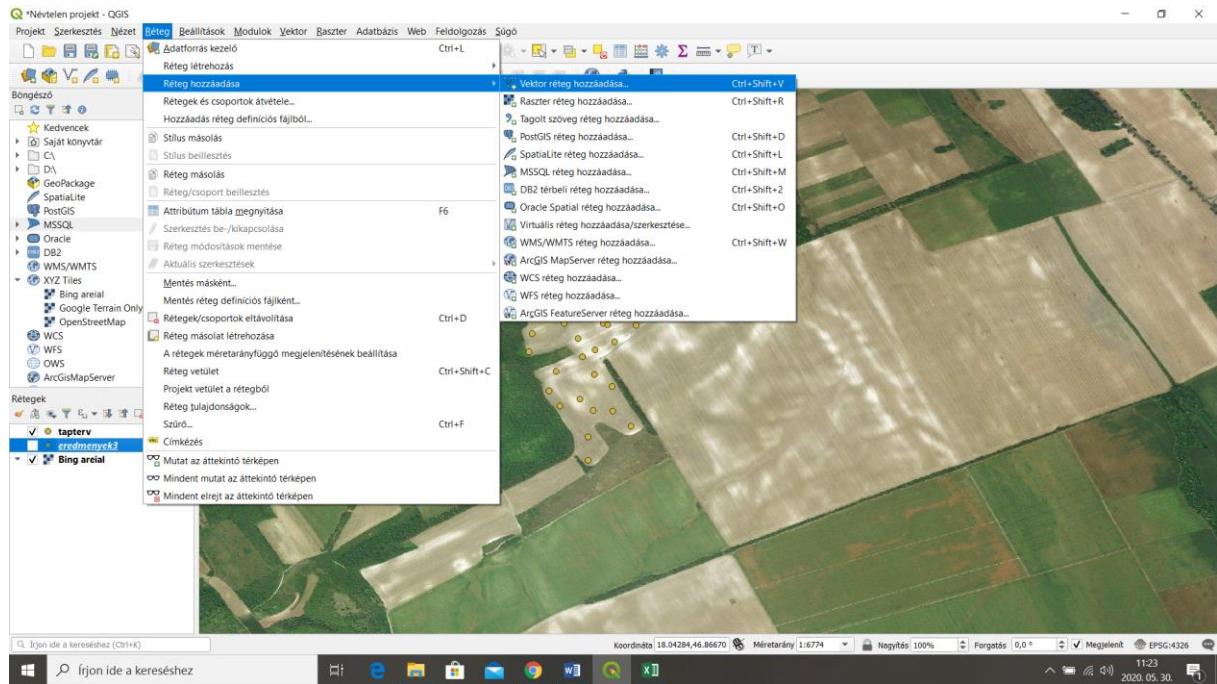 *Névtelen projekt - QGIS
Projekt Szerkesztés Nézet Réteg Beállítások Modulok Vektor Raszter Adatbázis Web Feldolgozás Súgó
Adatforrás kezelő Ctrl+L
Réteg létrehozás
Réteg hozzáadása
Rétegek és csoportok átvétele...
Hozzáadás réteg definíciós fájlból...
Stílus másolás
Stílus beillesztés
Réteg másolás
Réteg/csoport beillesztés
Attribútum tábla megnyitása F6
Szerkesztés be-/kikapcsolása
Réteg módosítások mentése
Aktuális szerkesztések
Mentés másként...
Mentés réteg definíciós fájlként...
Rétegek/csoportok eltávolítása Ctrl+D
Réteg másolat létrehozása
A rétegek méretarányfüggő megjelenítésének beállítása
Réteg vetület Ctrl+Shift+C
Projekt vetület a rétegből
Réteg tulajdonságok...
Szűrő... Ctrl+F
Címkézés
Mutat az áttekintő térképen
Mindent mutat az áttekintő térképen
Mindent elrejt az áttekintő térképen
Vektor réteg hozzáadása... Ctrl+Shift+V
Raszter réteg hozzáadása... Ctrl+Shift+R
Tagolt szöveg réteg hozzáadása...
PostGIS réteg hozzáadása... Ctrl+Shift+D
SpatiaLite réteg hozzáadása... Ctrl+Shift+L
MSSQL réteg hozzáadása... Ctrl+Shift+M
DB2 térbeli réteg hozzáadása... Ctrl+Shift+2
Oracle Spatial réteg hozzáadása... Ctrl+Shift+O
Virtuális réteg hozzáadása/szerkesztése...
WMS/WMTS réteg hozzáadása... Ctrl+Shift+W
ArcGIS MapServer réteg hozzáadása...
WCS réteg hozzáadása...
WFS réteg hozzáadása...
ArcGIS FeatureServer réteg hozzáadása...
Böngésző
Kedvencek
Saját könyvtár
C:\
D:\
GeoPackage
SpatiaLite
PostGIS
MSSQL
Oracle
DB2
WMS/WMTS
XYZ Tiles
Bing areial
Google Terrain Only
OpenStreetMap
WCS
WFS
OWS
ArcGisMapServer
Rétegek
tapterv
eredmenyek3
Bing areial
Írjon ide a kereséshez (Ctrl+K)
Koordináta 18.04284,46.86670 Méretarány 1:6774 Nagyítás 100% Forgatás 0,0 ° Megjelenít EPSG:4326
Írjon ide a kereséshez
11:23
2020. 05. 30.